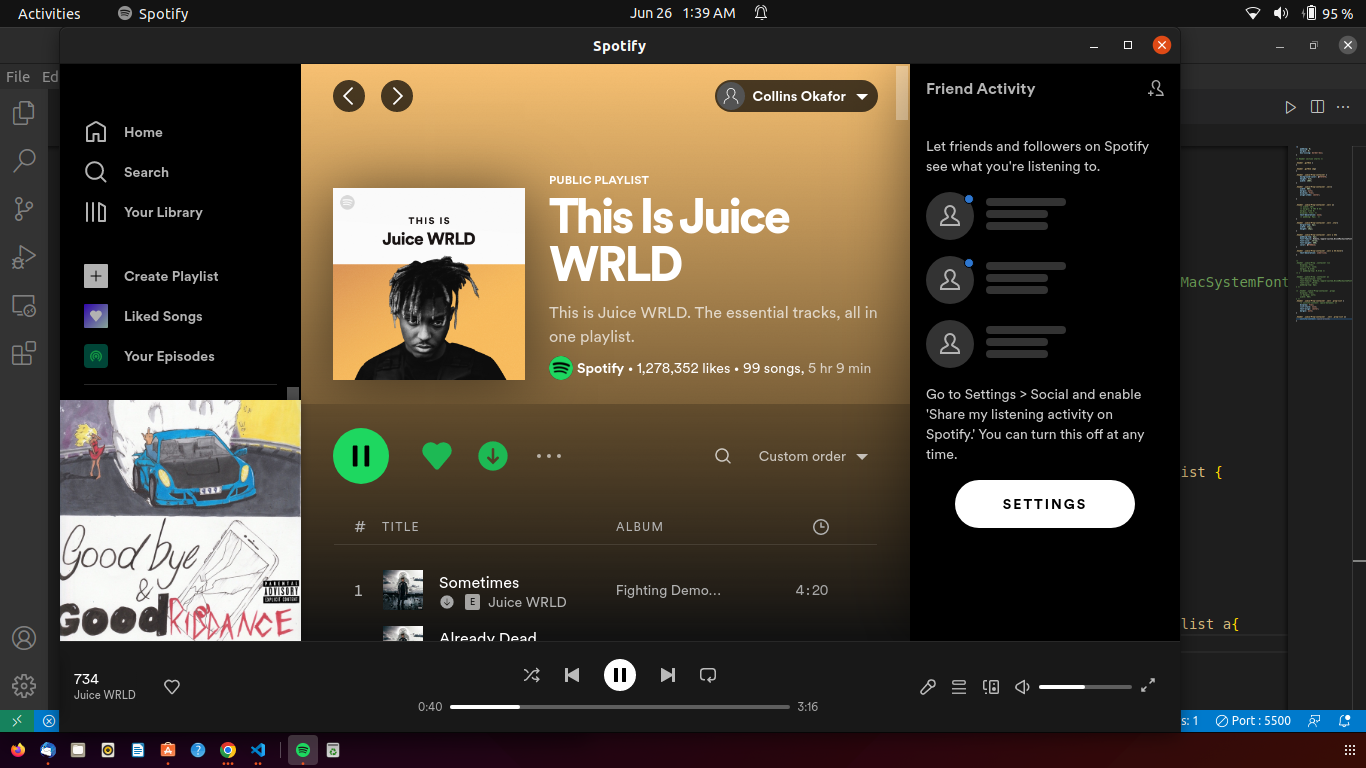 Activities
Spotify
Jun 26 1:39 AM
95 %
Spotify
File Ed
Home
Search
Your Library
Create Playlist
Liked Songs
Your Episodes
Goodbye
&
Good RIDDANCE
PARENTAL
ADVISORY
EXPLICIT CONTENT
Collins Okafor
THIS IS
Juice WRLD
PUBLIC PLAYLIST
This Is Juice
WRLD
This is Juice WRLD. The essential tracks, all in
one playlist.
Spotify • 1,278,352 likes • 99 songs, 5 hr 9 min
Custom order
# TITLE ALBUM
1 Sometimes Fighting Demo... 4:20
E Juice WRLD
Already Dead
Friend Activity
Let friends and followers on Spotify
see what you're listening to.
Go to Settings > Social and enable
'Share my listening activity on
Spotify.' You can turn this off at any
time.
SETTINGS
MacSystemFont
ist {
list a{
734
Juice WRLD
0:40
3:16
s: 1
Port : 5500